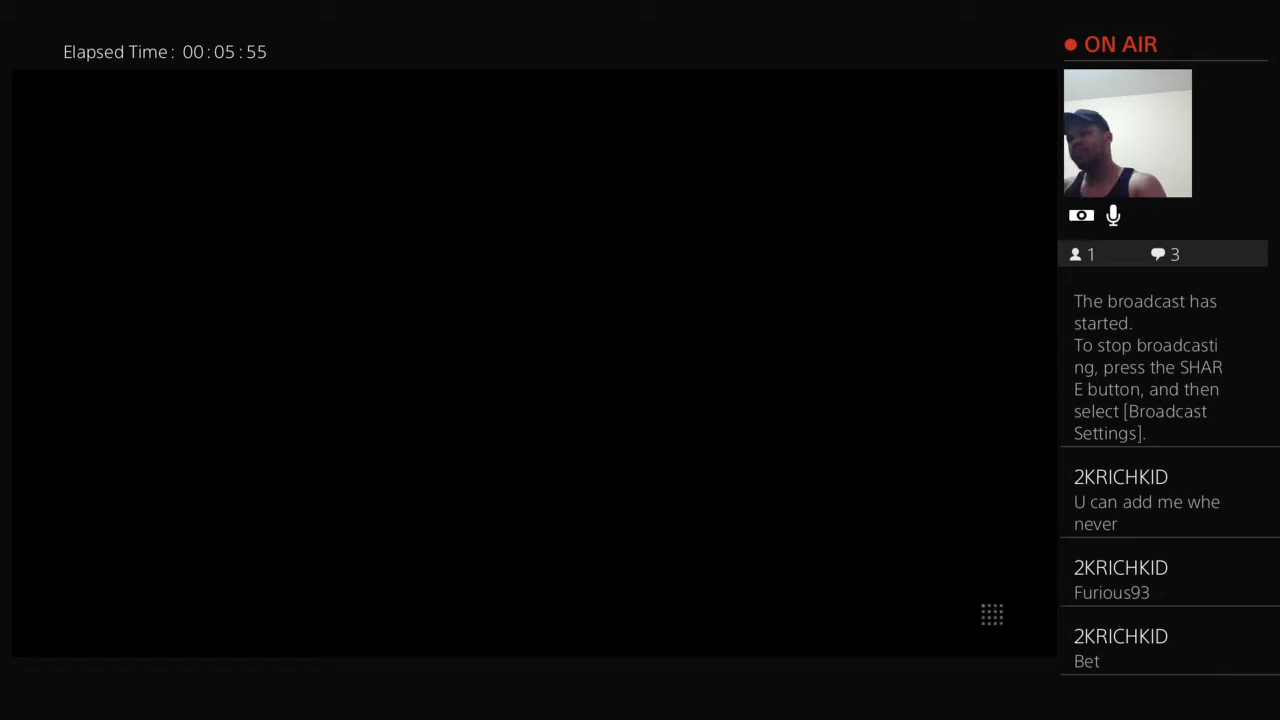 Elapsed Time: 00:05:55
ON AIR
1 3
The broadcast has
started.
To stop broadcasti
ng, press the SHAR
E button, and then
select [Broadcast
Settings].
2KRICHKID
U can add me whe
never
2KRICHKID
Furious93
2KRICHKID
Bet